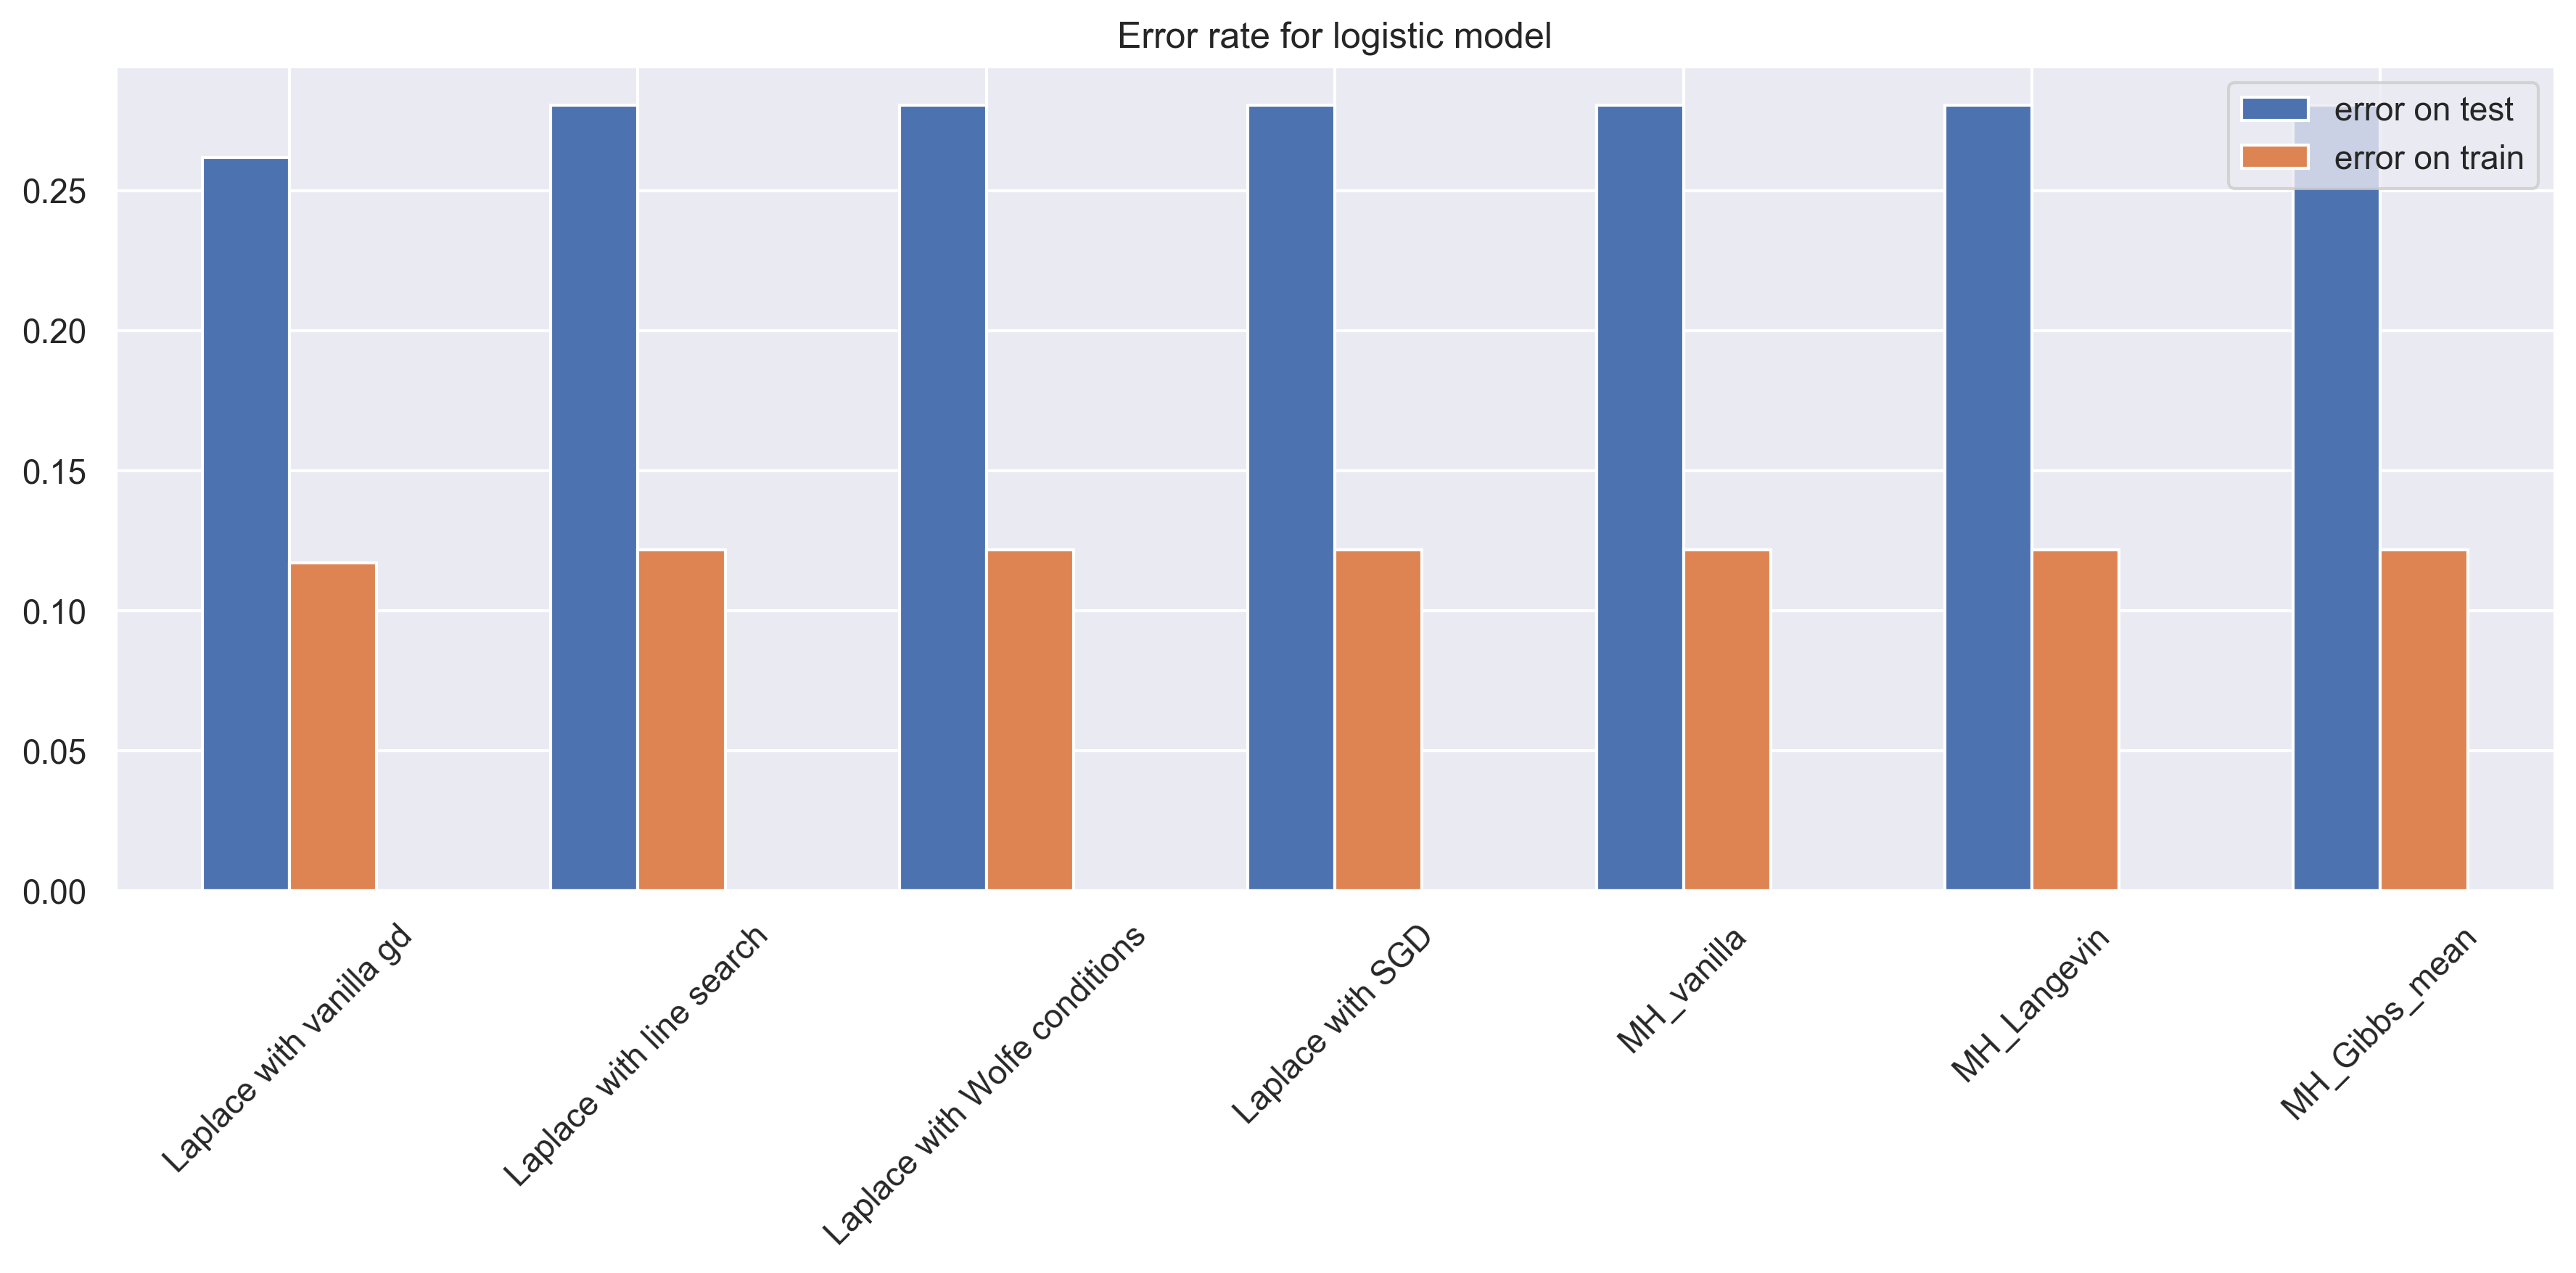 Error rate for logistic model
error on test
error on train
0.25
0.20
0.15
0.10
0.05
0.00
Laplace with vanilla gd
Laplace with line search
Laplace with Wolfe conditions
Laplace with SGD
MH_vanilla
MH_Langevin
MH_Gibbs_mean